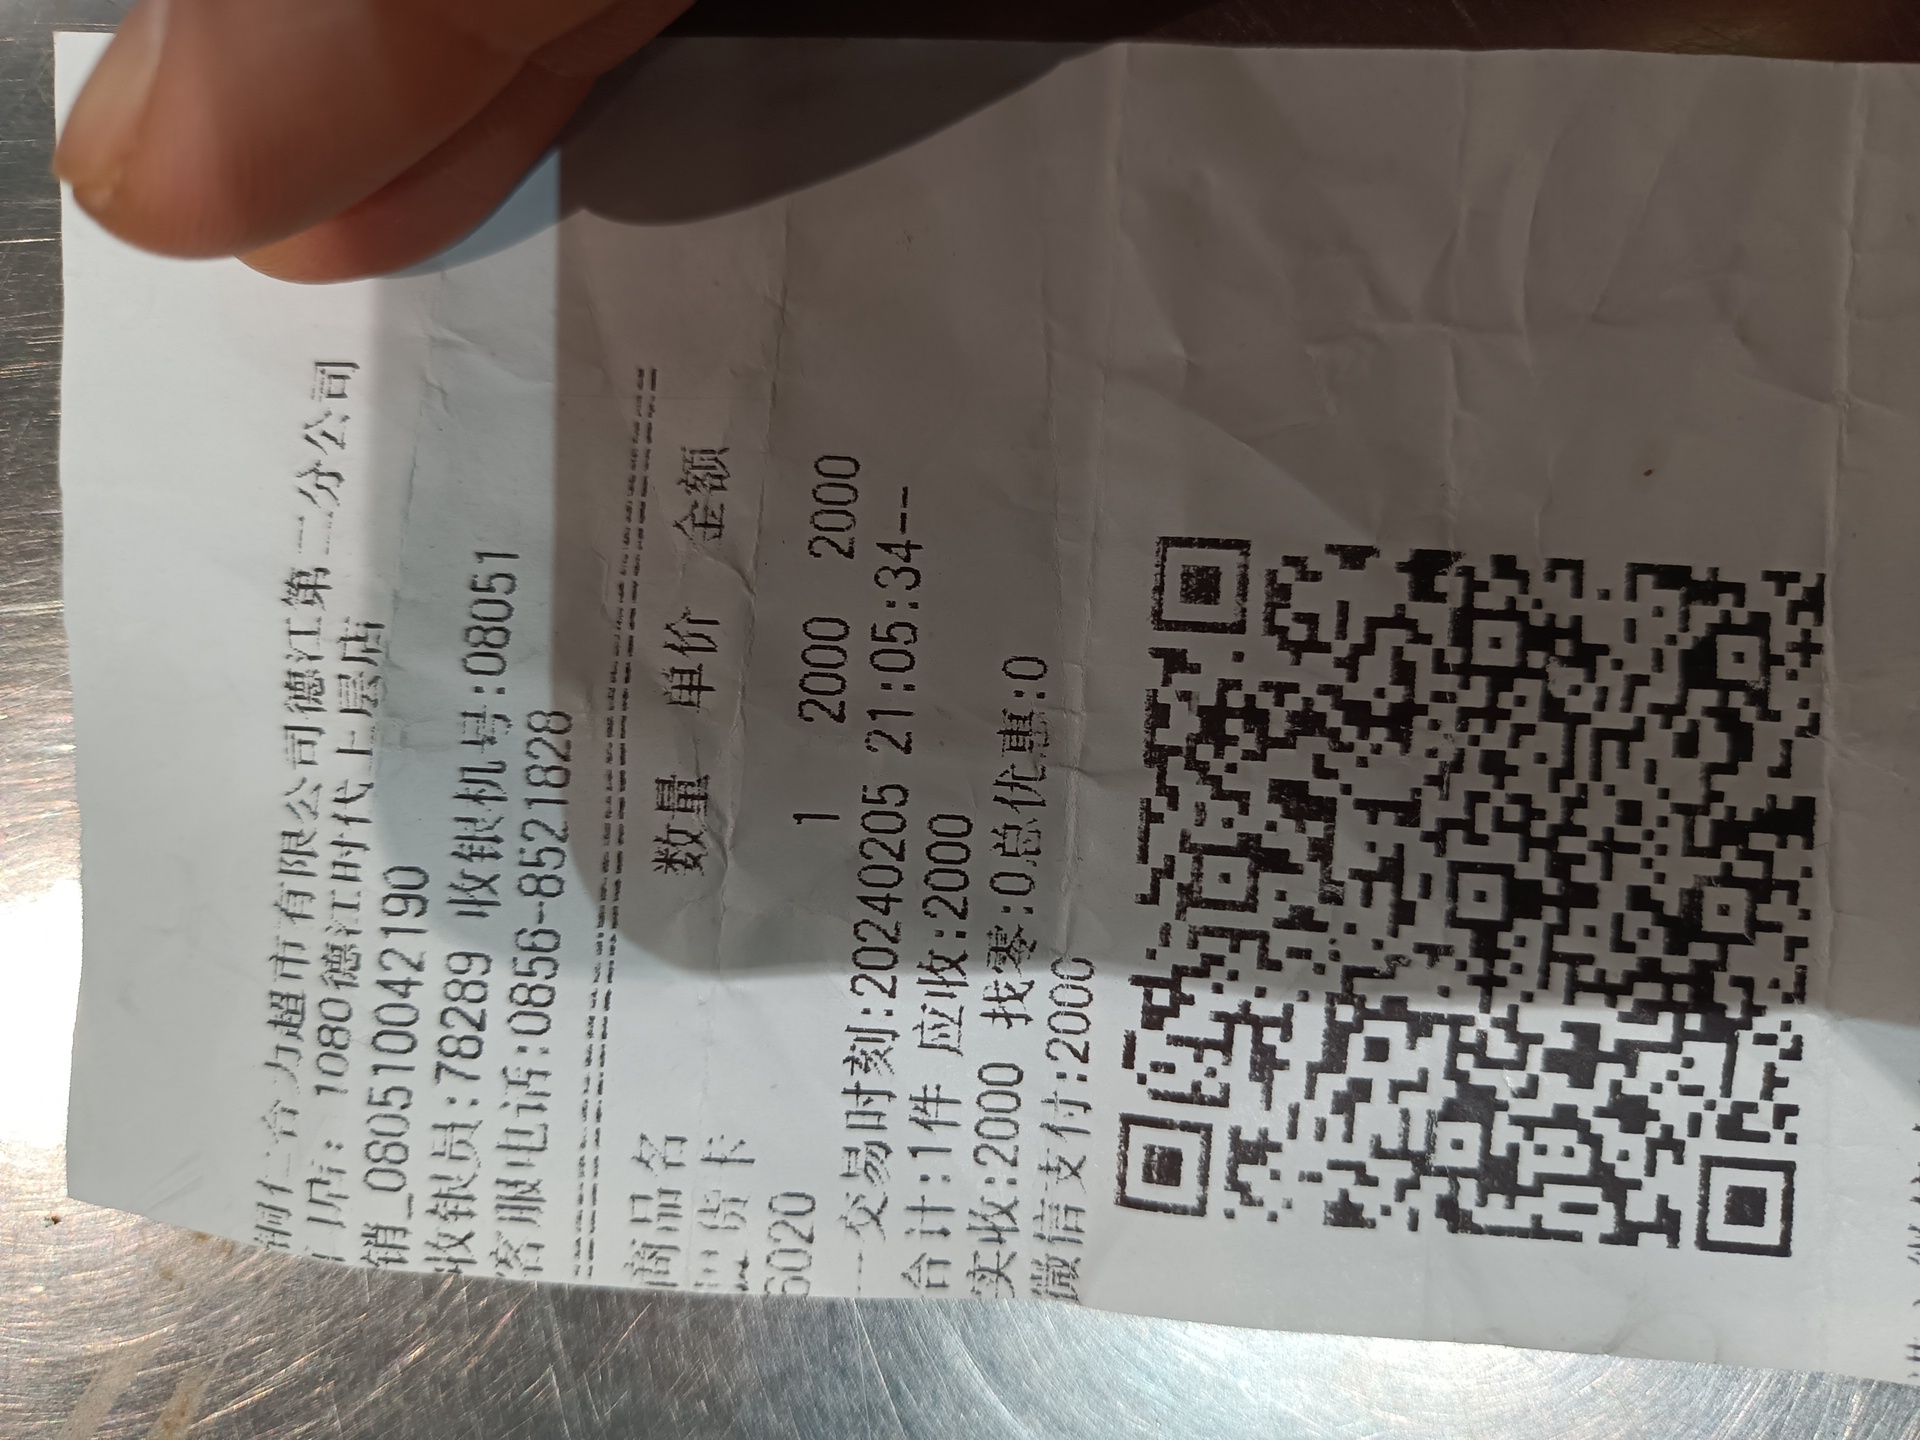 铜仁合力超市有限公司德江第二分公司
门店：1080德江时代上层店
销_080510042190
收银员:78289 收银机号:08051
客服电话:0856-8521828
==============================
商品名 数量 单价 金额
货卡
6020 1 2000 2000
--交易时刻:20240205 21:05:34--
合计:1件 应收:2000
实收:2000 找零:0总优惠:0
微信支付:2000